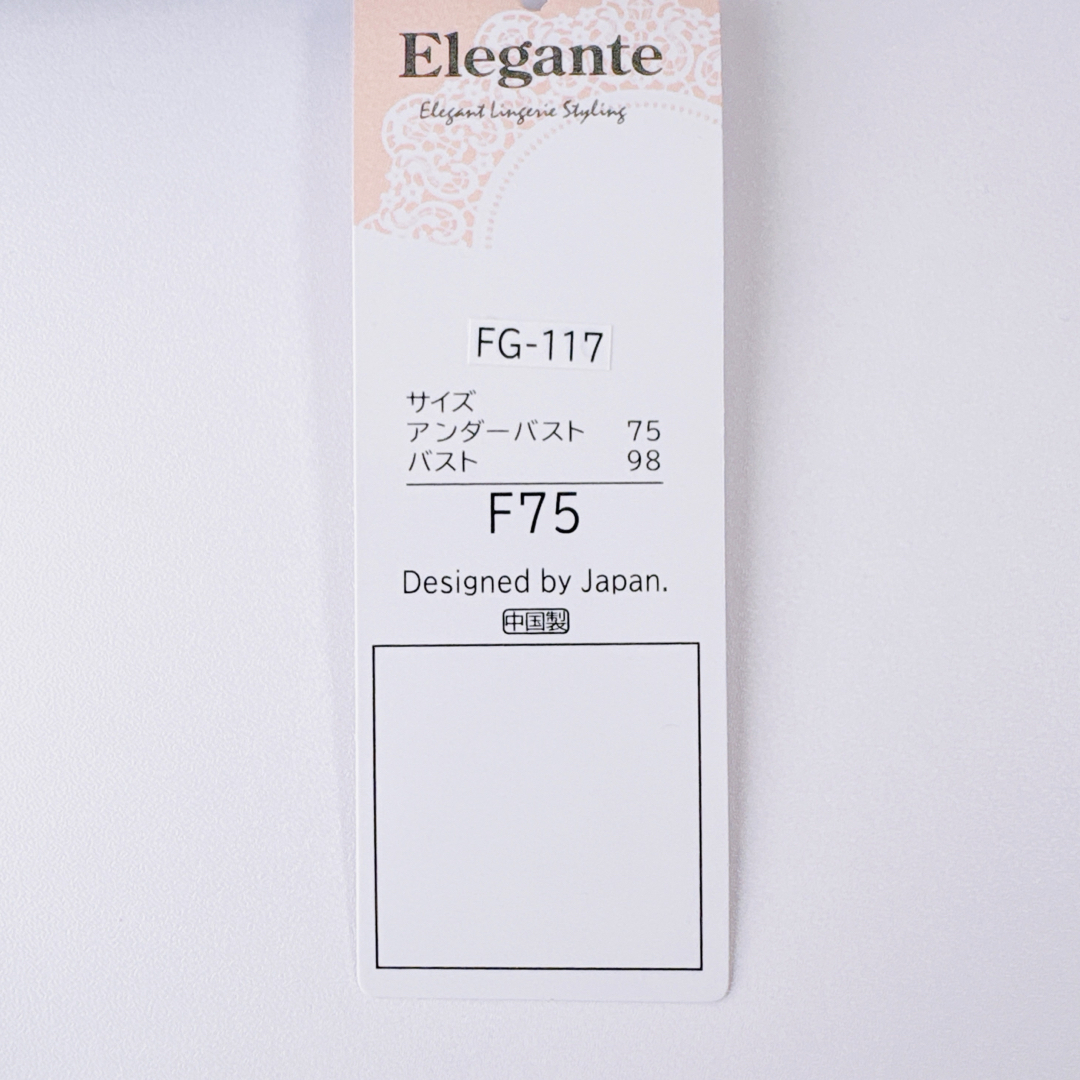 Elegante
Elegant Lingerie Styling
FG-117
サイズ
アンダーバスト 75
バスト 98
F75
Designed by Japan.
中国製